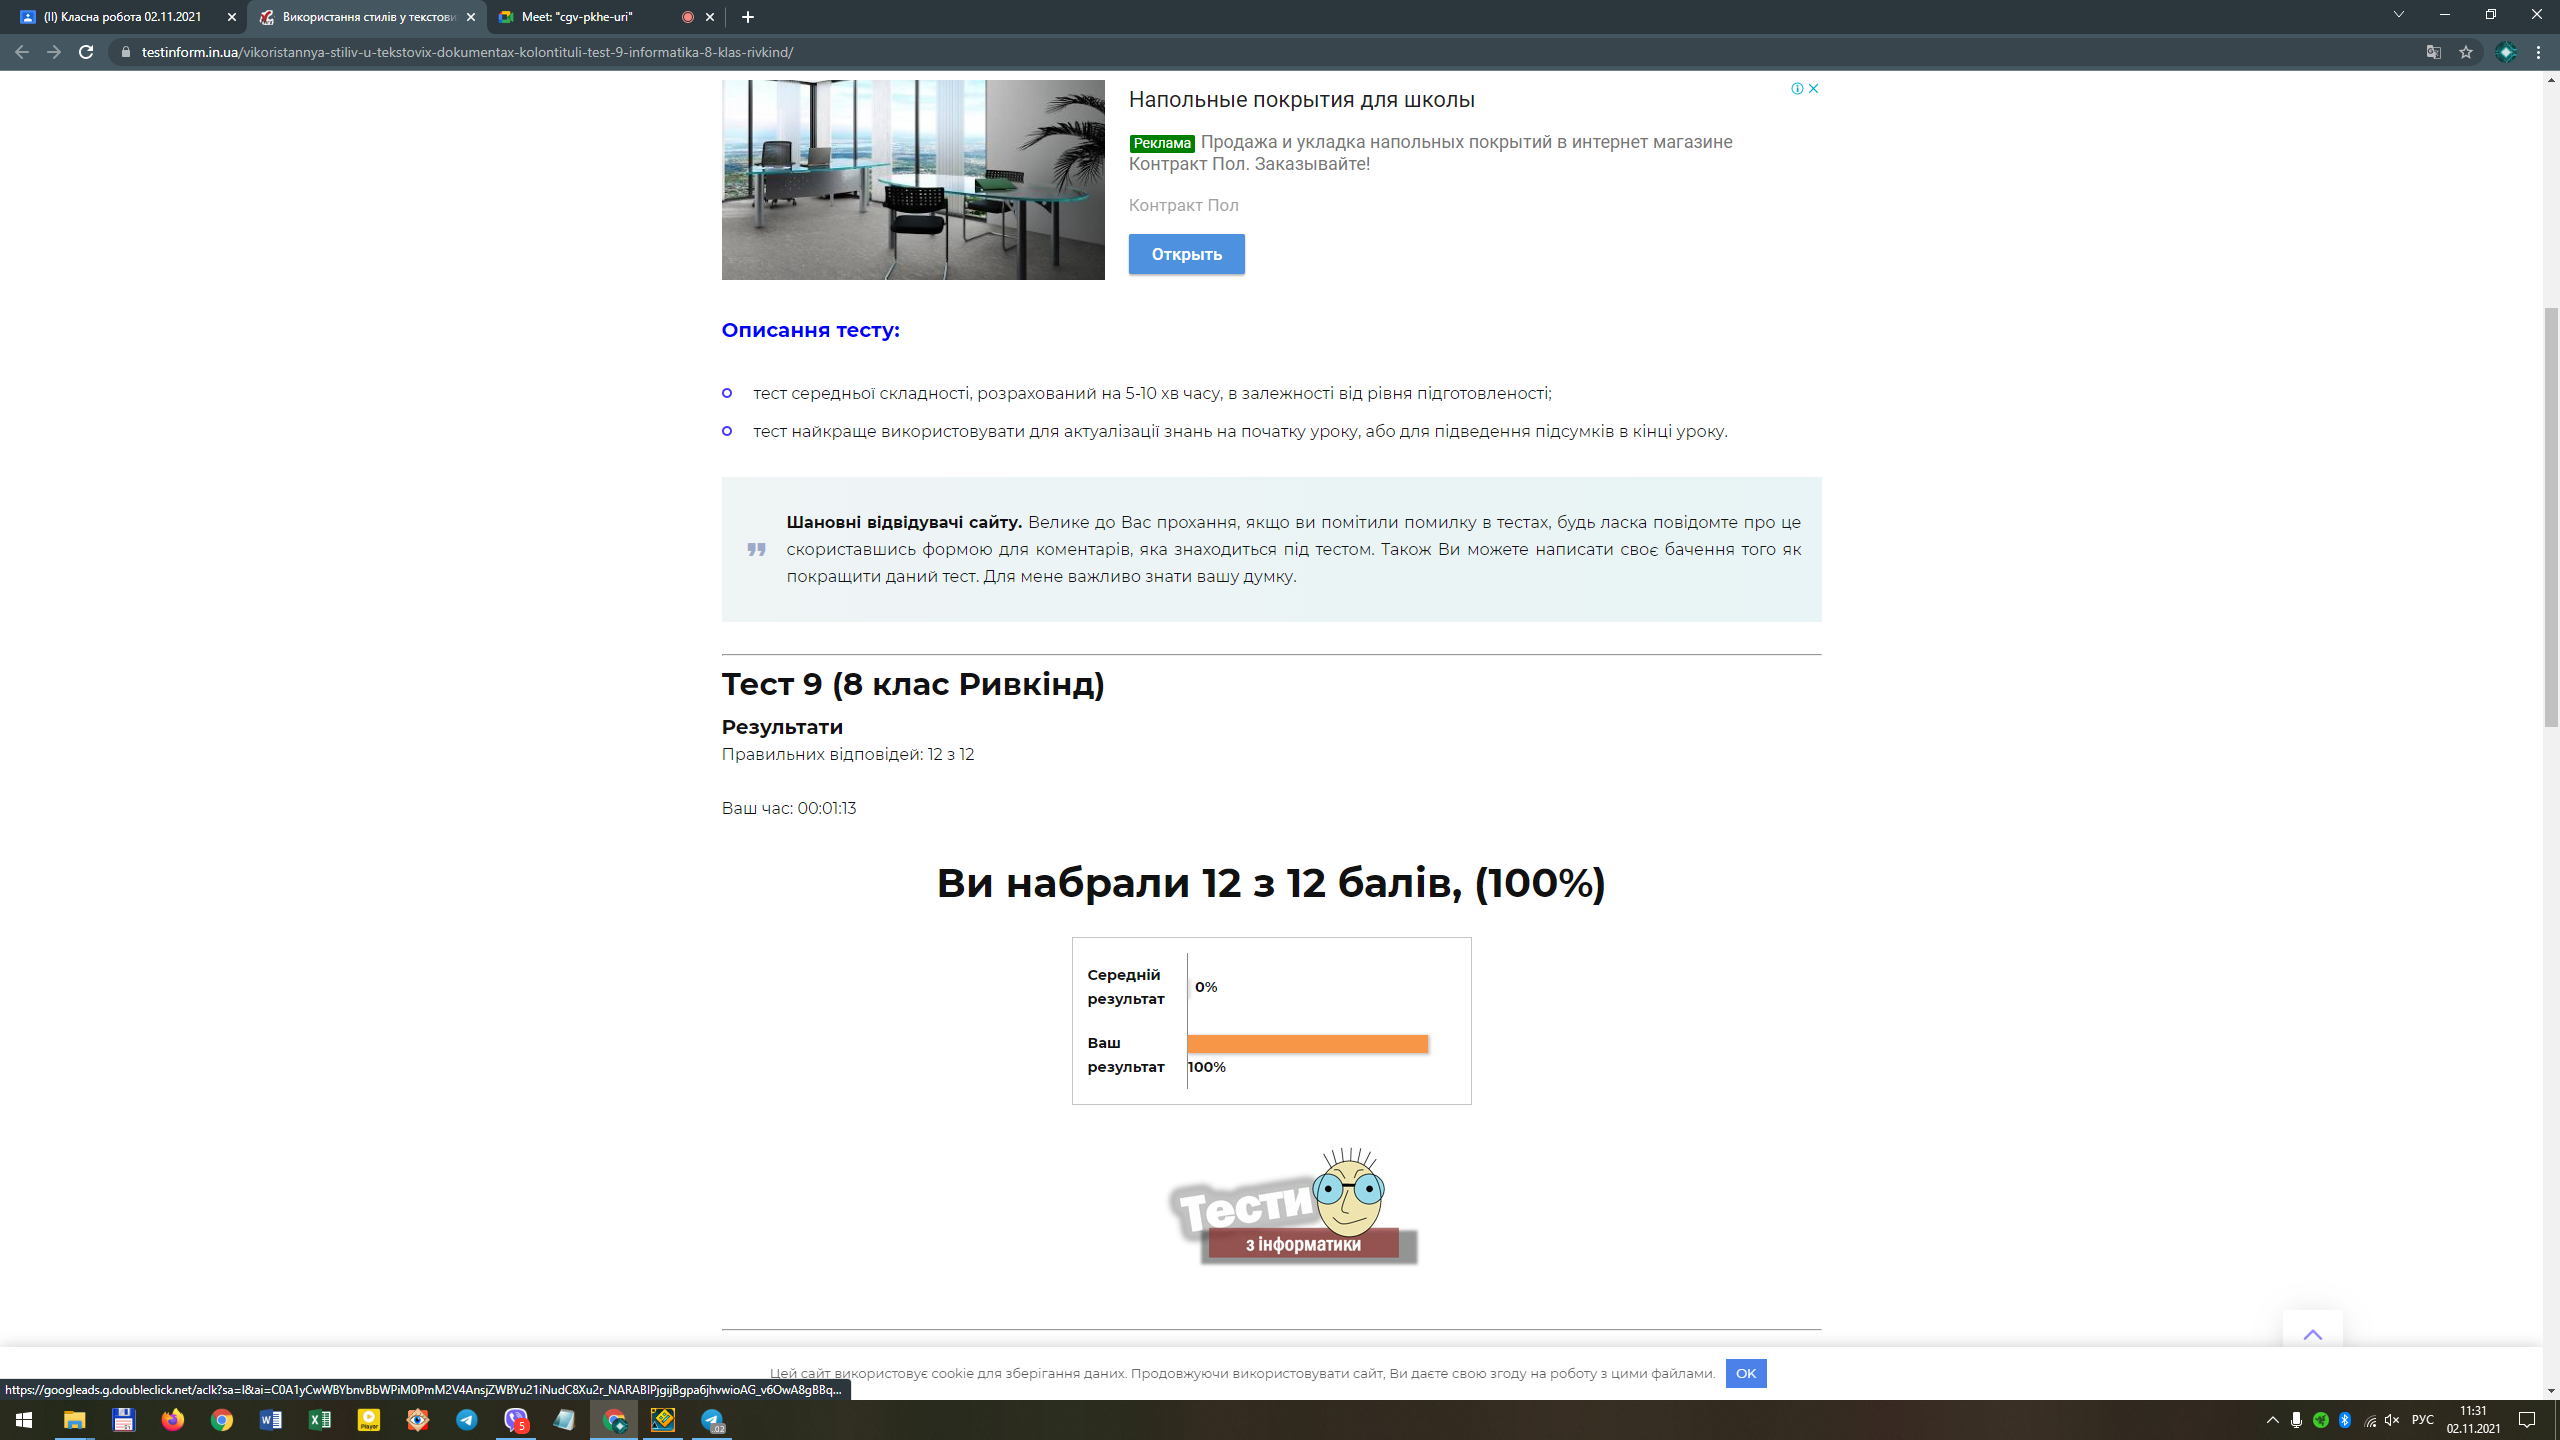 (II) Класна робота 02.11.2021
Використання стилів у текстови
Meet: "cgv-pkhe-uri"
testinform.in.ua/vikoristannya-stiliv-u-tekstovix-dokumentax-kolontituli-test-9-informatika-8-klas-rivkind/
Напольные покрытия для школы
Реклама Продажа и укладка напольных покрытий в интернет магазине
Контракт Пол. Заказывайте!
Контракт Пол
Открыть
Описання тесту:
тест середньої складності, розрахований на 5-10 хв часу, в залежності від рівня підготовленості;
тест найкраще використовувати для актуалізації знань на початку уроку, або для підведення підсумків в кінці уроку.
Шановні відвідувачі сайту. Велике до Вас прохання, якщо ви помітили помилку в тестах, будь ласка повідомте про це
скориставшись формою для коментарів, яка знаходиться під тестом. Також Ви можете написати своє бачення того як
покращити даний тест. Для мене важливо знати вашу думку.
Тест 9 (8 клас Ривкінд)
Результати
Правильних відповідей: 12 з 12
Ваш час: 00:01:13
Ви набрали 12 з 12 балів, (100%)
Середній
результат
0%
Ваш
результат
100%
Тести
з інформатики
Цей сайт використовує cookie для зберігання даних. Продовжуючи використовувати сайт, Ви даєте свою згоду на роботу з цими файлами.
OK
https://googleads.g.doubleclick.net/aclk?sa=l&ai=C0A1yCwWBYbnvBbWPiM0PmM2V4AnsjZWBYu21iNudC8Xu2r_NARABIPjgijBgpa6jhvwioAG_v6OwA8gBBq...
5
Player
02
РУС
11:31
02.11.2021